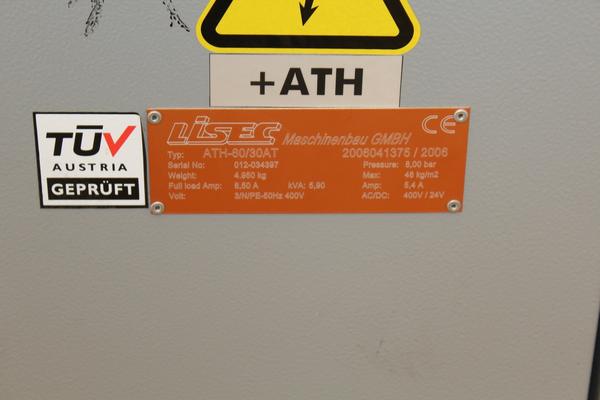 +ATH
TÜV
AUSTRIA
GEPRÜFT
LiSEC Maschinenbau GMBH CE
Typ: ATH-60/30AT 2006041375 / 2006
Serial No: 012-034397 Pressure: 8,00 bar
Weight: 4.950 kg Max: 46 kg/m2
Full load Amp: 8,50 A kVA: 5,90 Amp: 5,4 A
Volt: 3/N/PE-50Hz 400V AC/DC: 400V / 24V